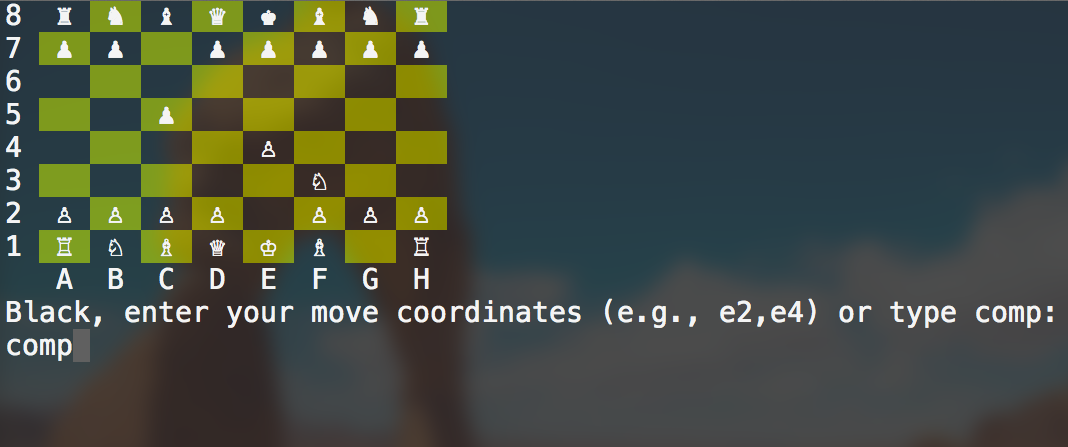 8 ♜ ♞ ♝ ♛ ♚ ♝ ♞ ♜
7 ♟ ♟ ♟ ♟ ♟ ♟ ♟
6
5 ♟
4 ♙
3 ♘
2 ♙ ♙ ♙ ♙ ♙ ♙ ♙
1 ♖ ♘ ♗ ♕ ♔ ♗ ♖
A B C D E F G H
Black, enter your move coordinates (e.g., e2,e4) or type comp:
comp